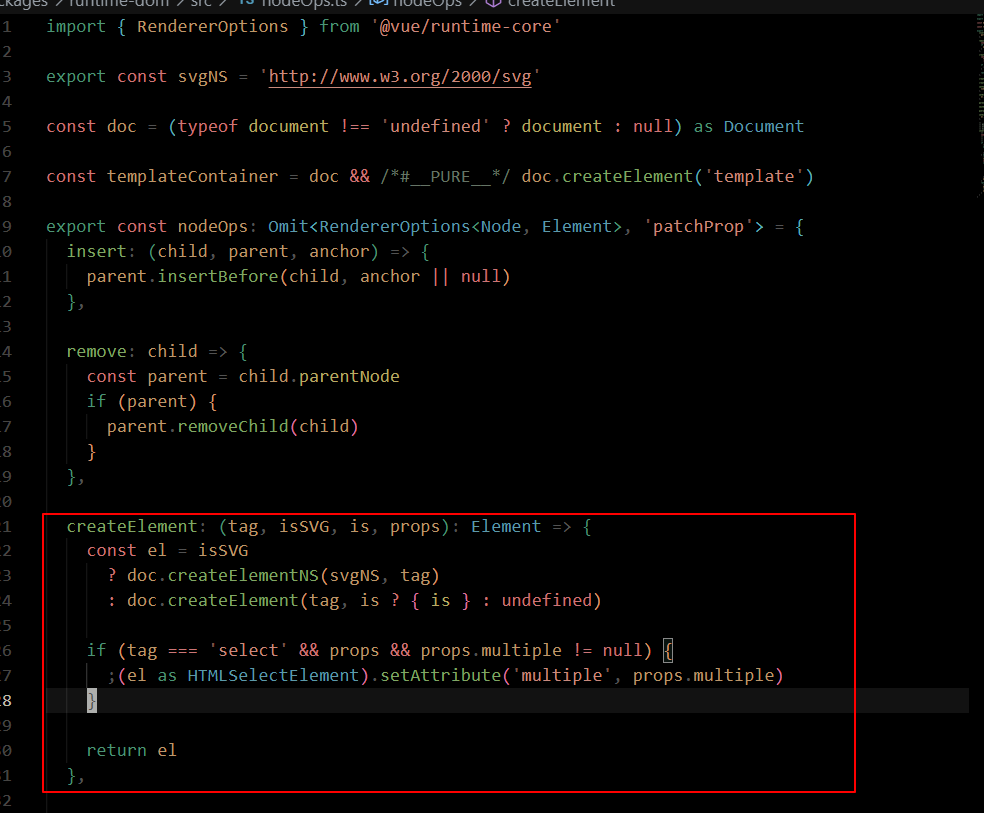 ckages > runtime-dom > src > TS nodeOps.ts > nodeOps > createElement
1 import { RendererOptions } from '@vue/runtime-core'
2
3 export const svgNS = 'http://www.w3.org/2000/svg'
4
5 const doc = (typeof document !== 'undefined' ? document : null) as Document
6
7 const templateContainer = doc && /*#__PURE__*/ doc.createElement('template')
8
9 export const nodeOps: Omit<RendererOptions<Node, Element>, 'patchProp'> = {
0 insert: (child, parent, anchor) => {
1 parent.insertBefore(child, anchor || null)
2 },
3
4 remove: child => {
5 const parent = child.parentNode
6 if (parent) {
7 parent.removeChild(child)
8 }
9 },
0
1 createElement: (tag, isSVG, is, props): Element => {
2 const el = isSVG
3 ? doc.createElementNS(svgNS, tag)
4 : doc.createElement(tag, is ? { is } : undefined)
5
6 if (tag === 'select' && props && props.multiple != null) {
7 ;(el as HTMLSelectElement).setAttribute('multiple', props.multiple)
8 }
9
0 return el
1 },
2